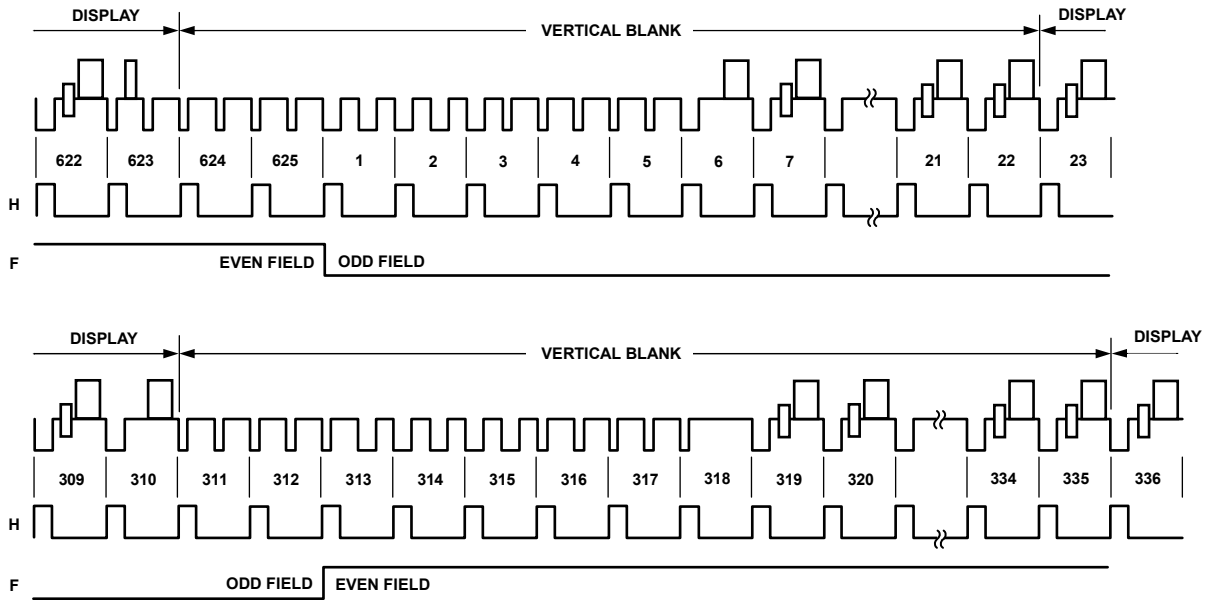 DISPLAY VERTICAL BLANK DISPLAY
622 623 624 625 1 2 3 4 5 6 7 21 22 23
H
F EVEN FIELD ODD FIELD
DISPLAY VERTICAL BLANK DISPLAY
309 310 311 312 313 314 315 316 317 318 319 320 334 335 336
H
F ODD FIELD EVEN FIELD